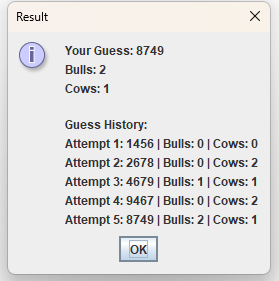 Result
Your Guess: 8749
Bulls: 2
Cows: 1
Guess History:
Attempt 1: 1456 | Bulls: 0 | Cows: 0
Attempt 2: 2678 | Bulls: 0 | Cows: 2
Attempt 3: 4679 | Bulls: 1 | Cows: 1
Attempt 4: 9467 | Bulls: 0 | Cows: 2
Attempt 5: 8749 | Bulls: 2 | Cows: 1
OK